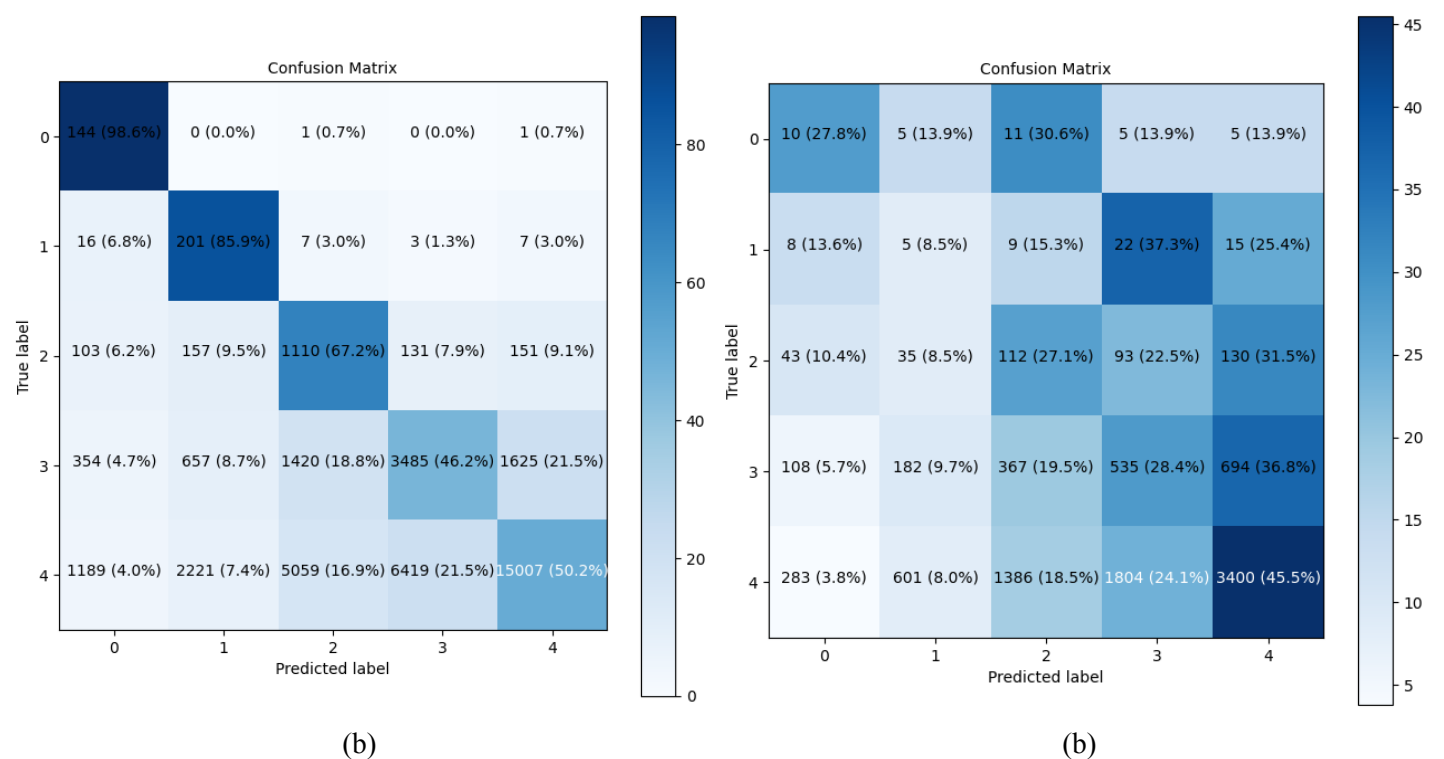 Confusion Matrix
0
1
2
3
4
True label
144 (98.6%) 0 (0.0%) 1 (0.7%) 0 (0.0%) 1 (0.7%)
16 (6.8%) 201 (85.9%) 7 (3.0%) 3 (1.3%) 7 (3.0%)
103 (6.2%) 157 (9.5%) 1110 (67.2%) 131 (7.9%) 151 (9.1%)
354 (4.7%) 657 (8.7%) 1420 (18.8%) 3485 (46.2%) 1625 (21.5%)
1189 (4.0%) 2221 (7.4%) 5059 (16.9%) 6419 (21.5%) 15007 (50.2%)
0 1 2 3 4
Predicted label
80
60
40
20
0
(b)
Confusion Matrix
0
1
2
3
4
True label
10 (27.8%) 5 (13.9%) 11 (30.6%) 5 (13.9%) 5 (13.9%)
8 (13.6%) 5 (8.5%) 9 (15.3%) 22 (37.3%) 15 (25.4%)
43 (10.4%) 35 (8.5%) 112 (27.1%) 93 (22.5%) 130 (31.5%)
108 (5.7%) 182 (9.7%) 367 (19.5%) 535 (28.4%) 694 (36.8%)
283 (3.8%) 601 (8.0%) 1386 (18.5%) 1804 (24.1%) 3400 (45.5%)
0 1 2 3 4
Predicted label
45
40
35
30
25
20
15
10
5
(b)